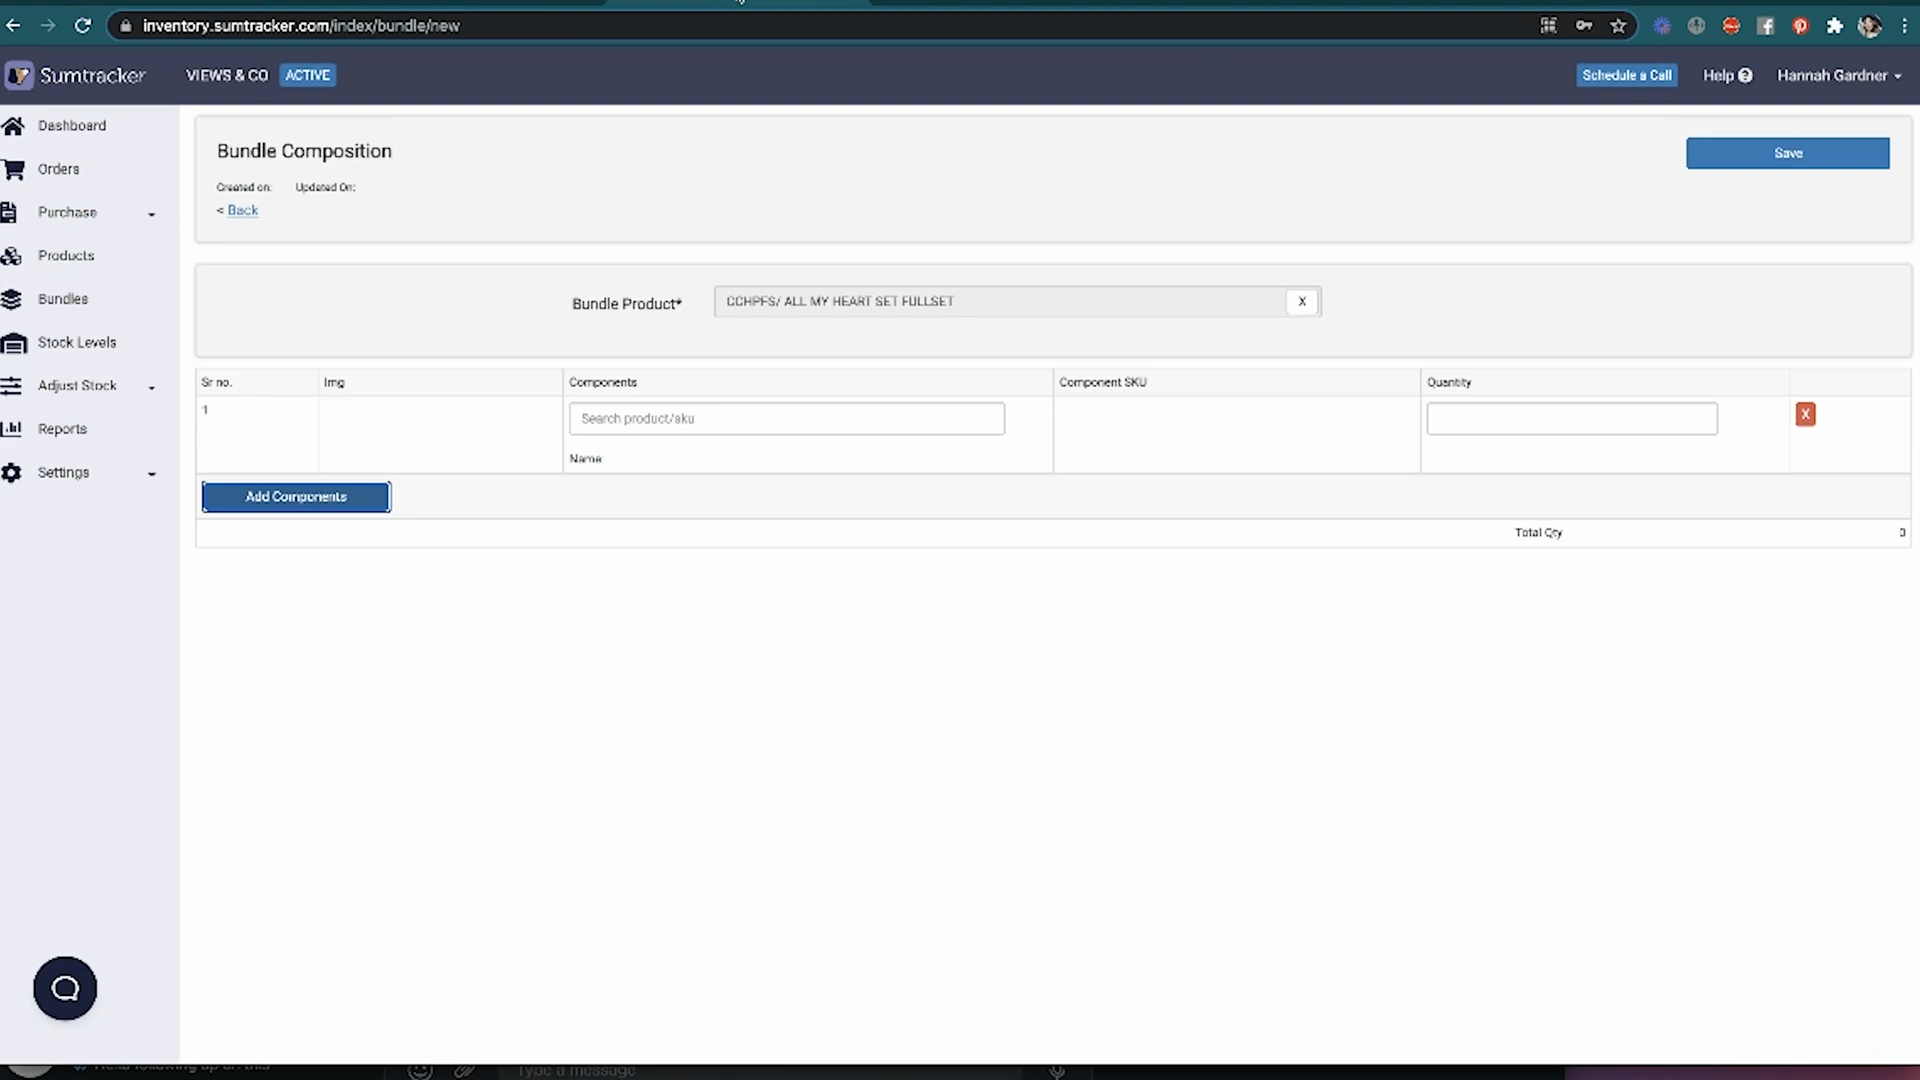 inventory.sumtracker.com/index/bundle/new
Sumtracker
VIEWS & CO
ACTIVE
Schedule a Call
Help
Hannah Gardner
Dashboard
Orders
Purchase
Products
Bundles
Stock Levels
Adjust Stock
Reports
Settings
Bundle Composition
Save
Created on: Updated On:
< Back
Bundle Product*
CCHPFS/ ALL MY HEART SET FULLSET
X
Sr no. Img Components Component SKU Quantity
1
Search product/sku
X
Name:
Add Components
Total Qty 0
Type a message